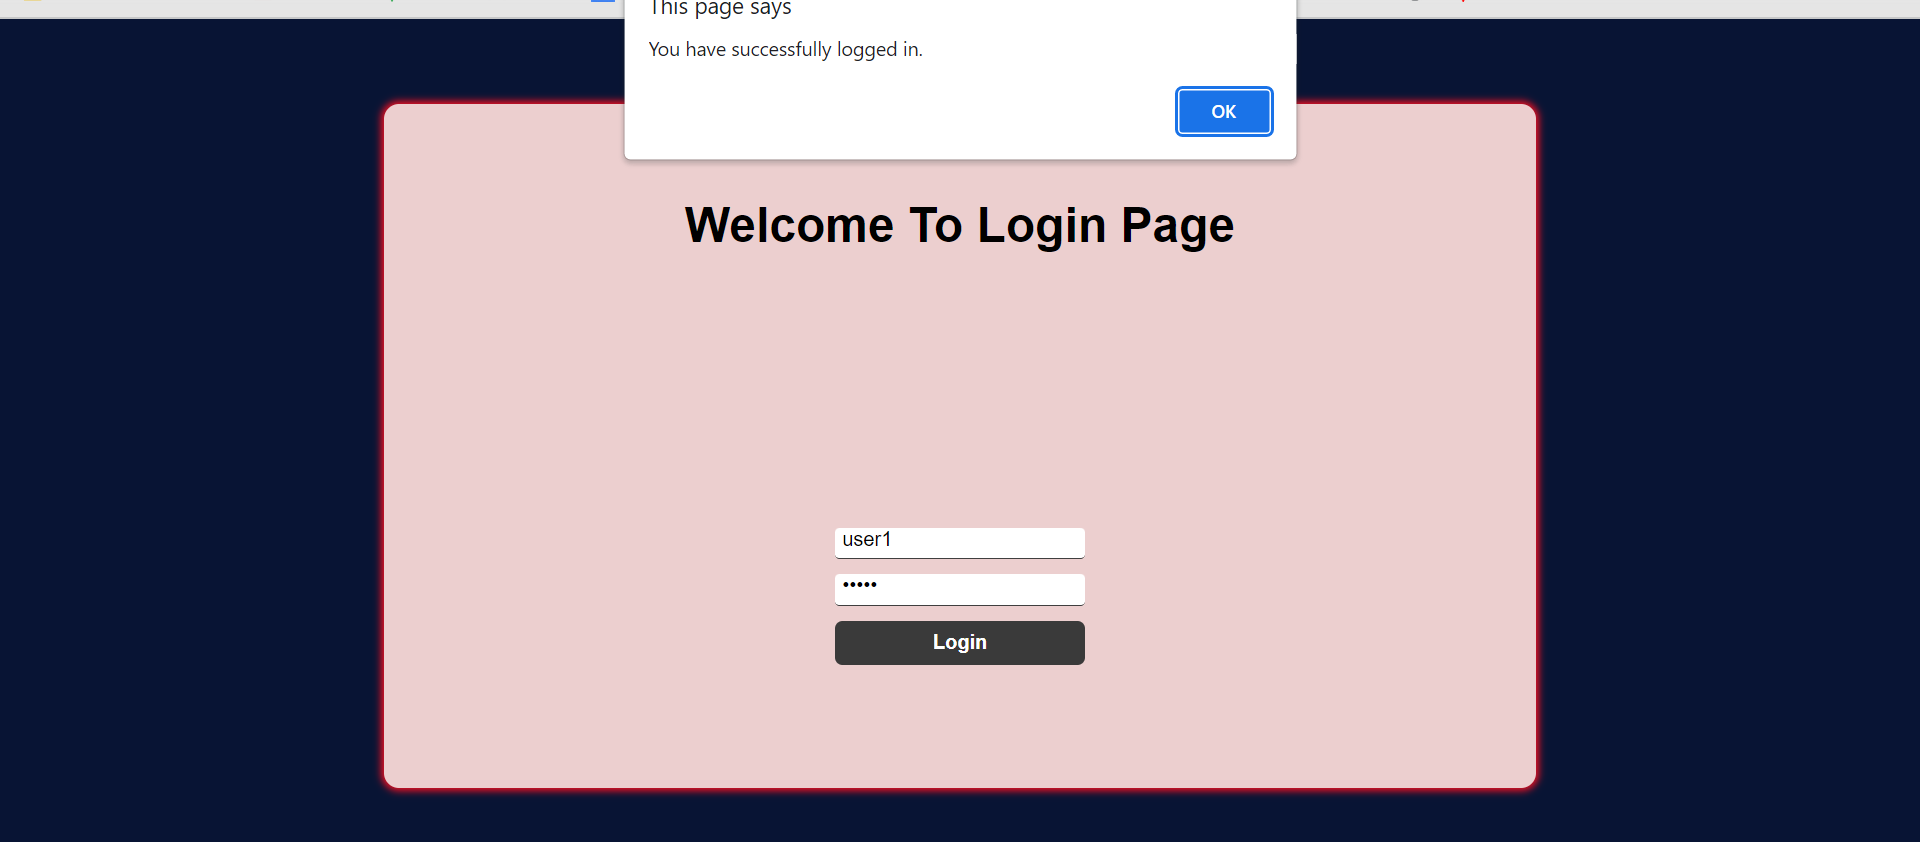 This page says
You have successfully logged in.
OK
Welcome To Login Page
user1
•••••
Login